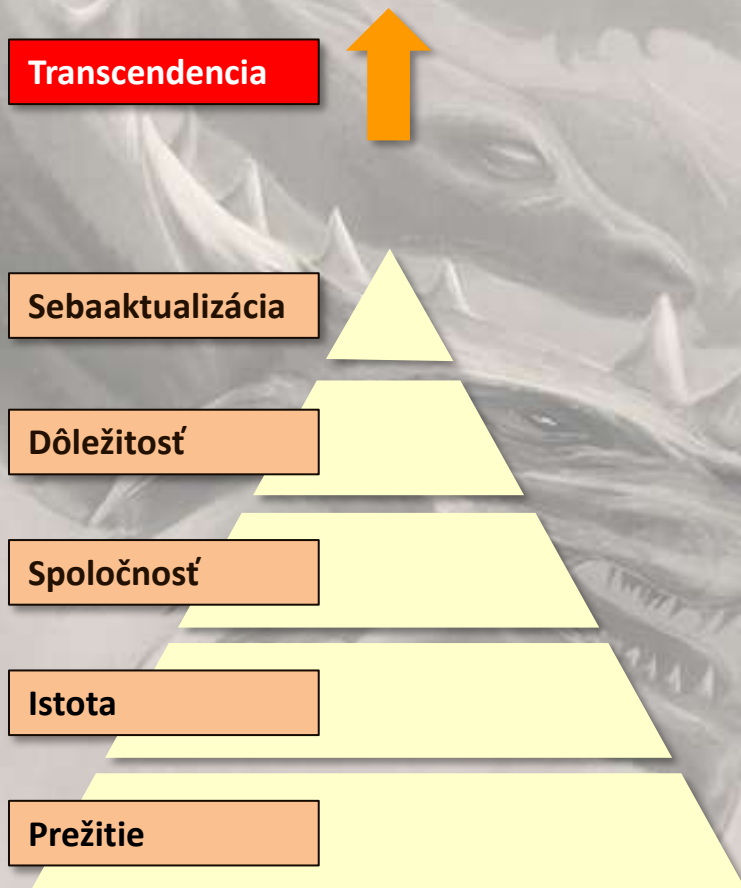 Transcendencia
Sebaaktualizácia
Dôležitosť
Spoločnosť
Istota
Prežitie